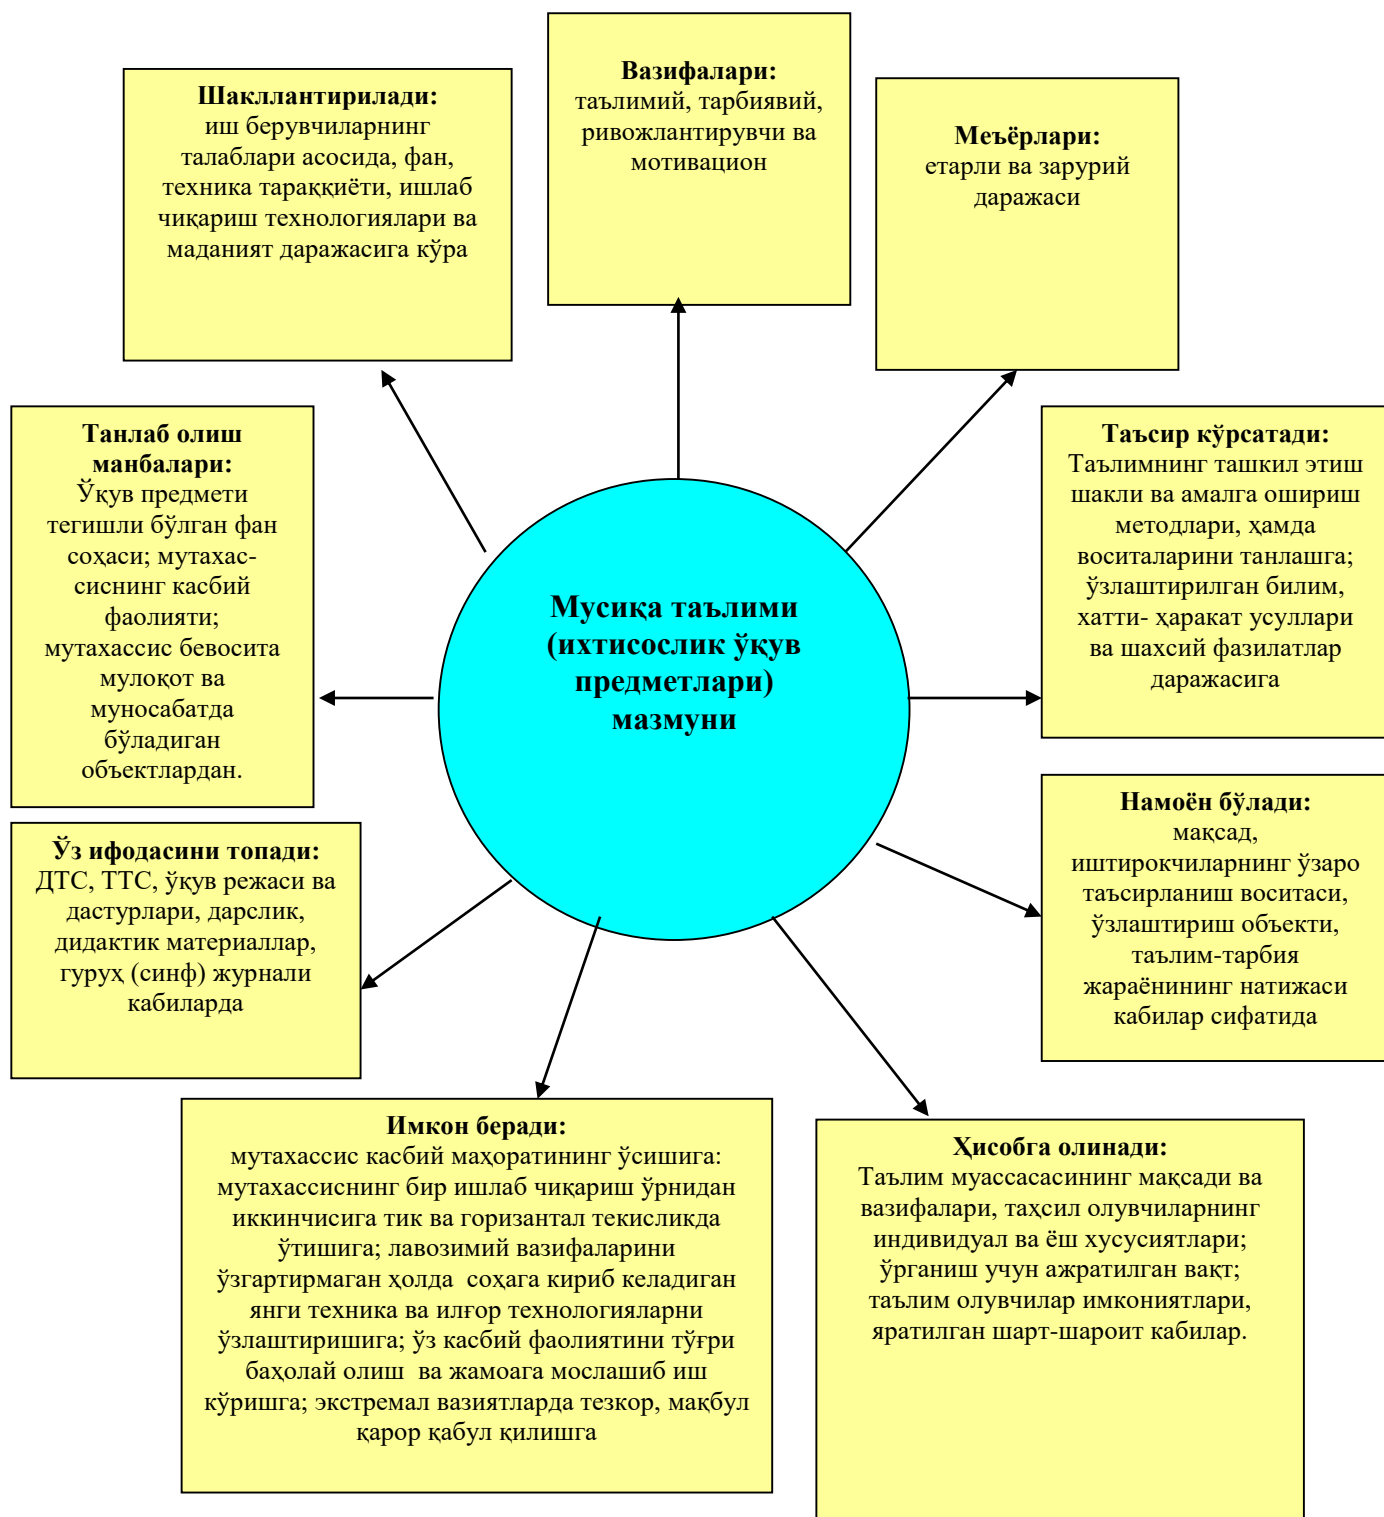 Вазифалари:
таълимий, тарбиявий,
ривожлантирувчи ва
мотивацион
Шакллантирилади:
иш берувчиларнинг
талаблари асосида, фан,
техника тараққиёти, ишлаб
чиқариш технологиялари ва
маданият даражасига кўра
Меъёрлари:
етарли ва зарурий
даражаси
Танлаб олиш
манбалари:
Ўқув предмети
тегишли бўлган фан
соҳаси; мутахас-
сиснинг касбий
фаолияти;
мутахассис бевосита
мулоқот ва
муносабатда
бўладиган
объектлардан.
Таъсир кўрсатади:
Таълимнинг ташкил этиш
шакли ва амалга ошириш
методлари, ҳамда
воситаларини танлашга;
ўзлаштирилган билим,
хатти- ҳаракат усуллари
ва шахсий фазилатлар
даражасига
Мусиқа таълими
(ихтисослик ўқув
предметлари)
мазмуни
Намоён бўлади:
мақсад,
иштирокчиларнинг ўзаро
таъсирланиш воситаси,
ўзлаштириш объекти,
таълим-тарбия
жараёнининг натижаси
кабилар сифатида
Ўз ифодасини топади:
ДТС, ТТС, ўқув режаси ва
дастурлари, дарслик,
дидактик материаллар,
гуруҳ (синф) журнали
кабиларда
Имкон беради:
мутахассис касбий маҳоратининг ўсишига:
мутахассиснинг бир ишлаб чиқариш ўрнидан
иккинчисига тик ва горизантал текисликда
ўтишига; лавозимий вазифаларини
ўзгартирмаган ҳолда  соҳага кириб келадиган
янги техника ва илғор технологияларни
ўзлаштиришига; ўз касбий фаолиятини тўғри
баҳолай олиш  ва жамоага мослашиб иш
кўришга; экстремал вазиятларда тезкор, мақбул
қарор қабул қилишга
Ҳисобга олинади:
Таълим муассасасининг мақсади ва
вазифалари, таҳсил олувчиларнинг
индивидуал ва ёш хусусиятлари;
ўрганиш учун ажратилган вақт;
таълим олувчилар имкониятлари,
яратилган шарт-шароит кабилар.